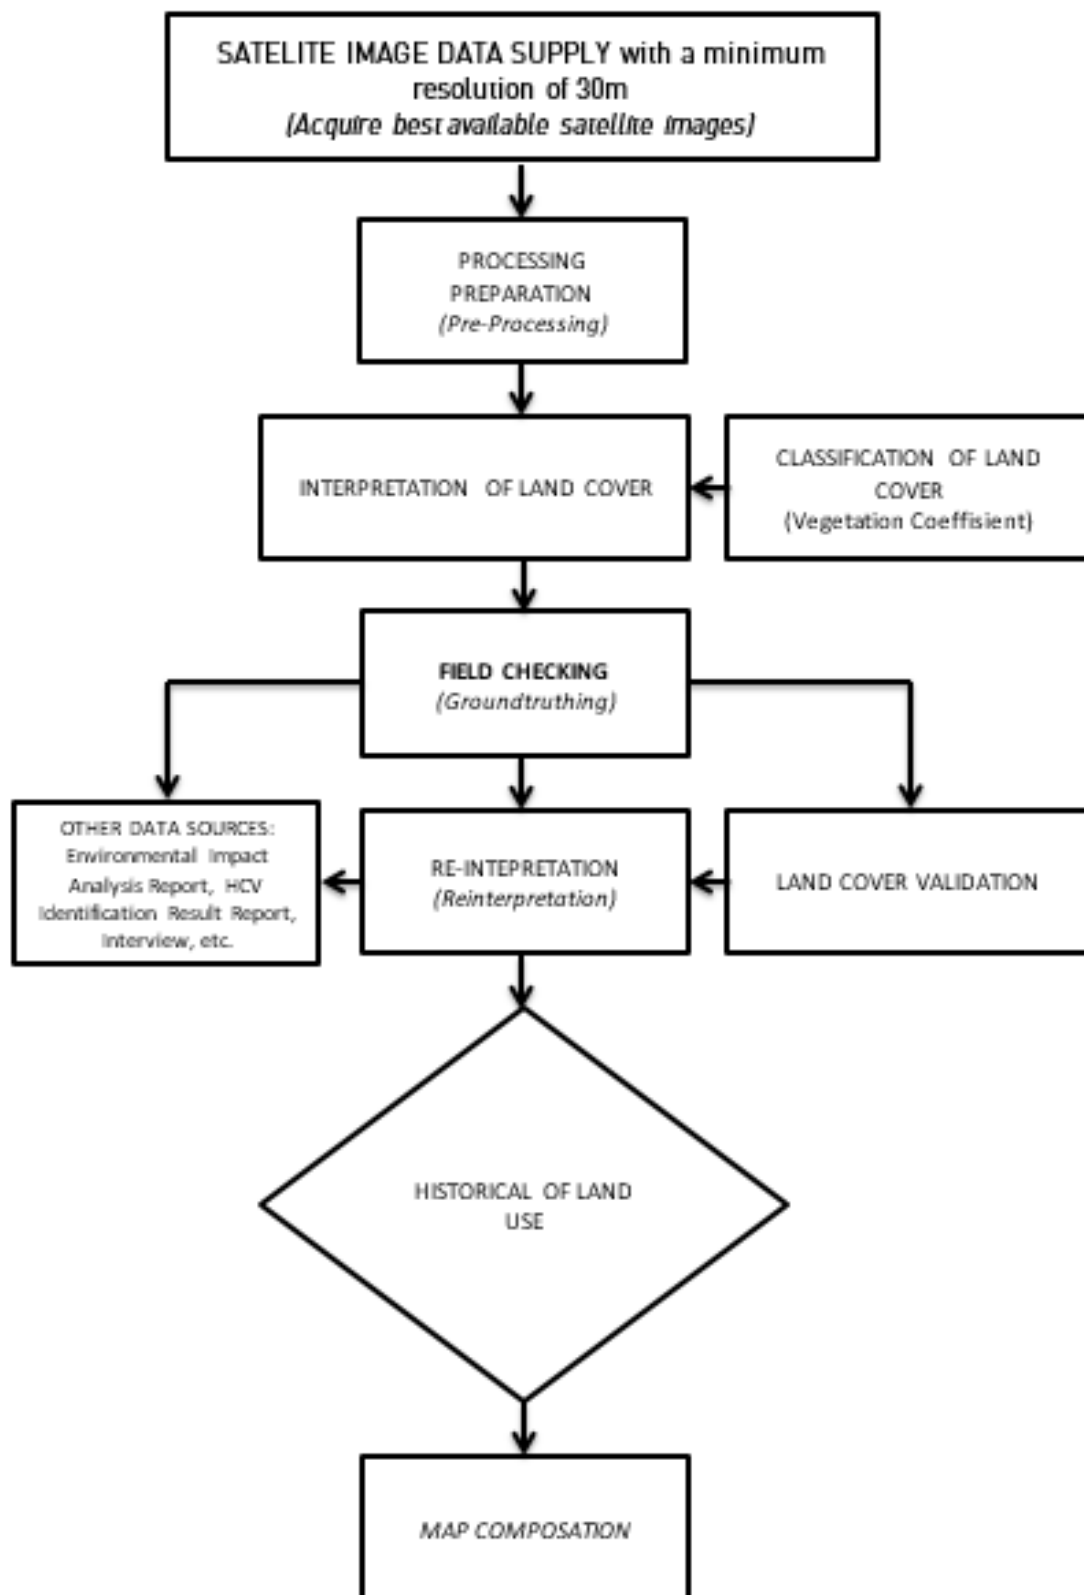 SATELITE IMAGE DATA SUPPLY with a minimum
resolution of 30m
(Acquire best available satellite images)
PROCESSING
PREPARATION
(Pre-Processing)
INTERPRETATION OF LAND COVER
CLASSIFICATION OF LAND
COVER
(Vegetation Coeffisient)
FIELD CHECKING
(Groundtruthing)
OTHER DATA SOURCES:
Environmental Impact
Analysis Report, HCV
Identification Result Report,
Interview, etc.
RE-INTEPRETATION
(Reinterpretation)
LAND COVER VALIDATION
HISTORICAL OF LAND
USE
MAP COMPOSATION